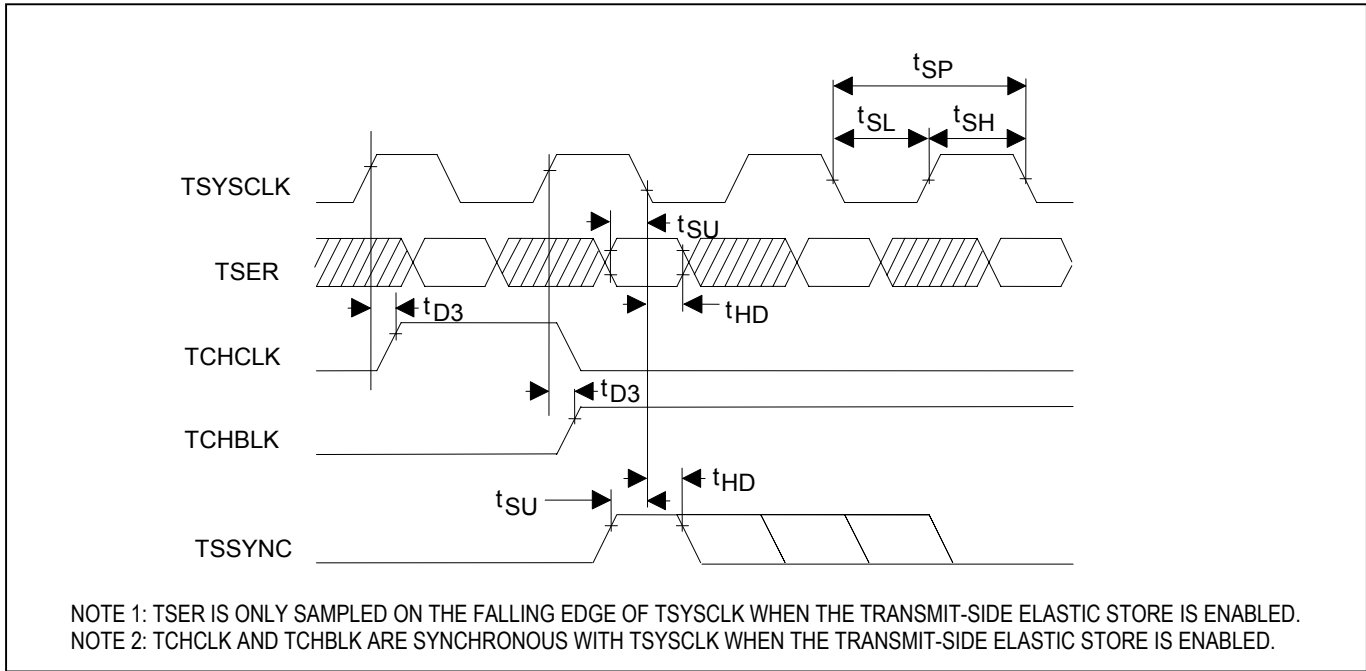 tSP
tSL tSH
TSYSCLK
tSU
TSER
tD3 tHD
TCHCLK
tD3
TCHBLK
tHD
tSU
TSSYNC
NOTE 1: TSER IS ONLY SAMPLED ON THE FALLING EDGE OF TSYSCLK WHEN THE TRANSMIT-SIDE ELASTIC STORE IS ENABLED.
NOTE 2: TCHCLK AND TCHBLK ARE SYNCHRONOUS WITH TSYSCLK WHEN THE TRANSMIT-SIDE ELASTIC STORE IS ENABLED.